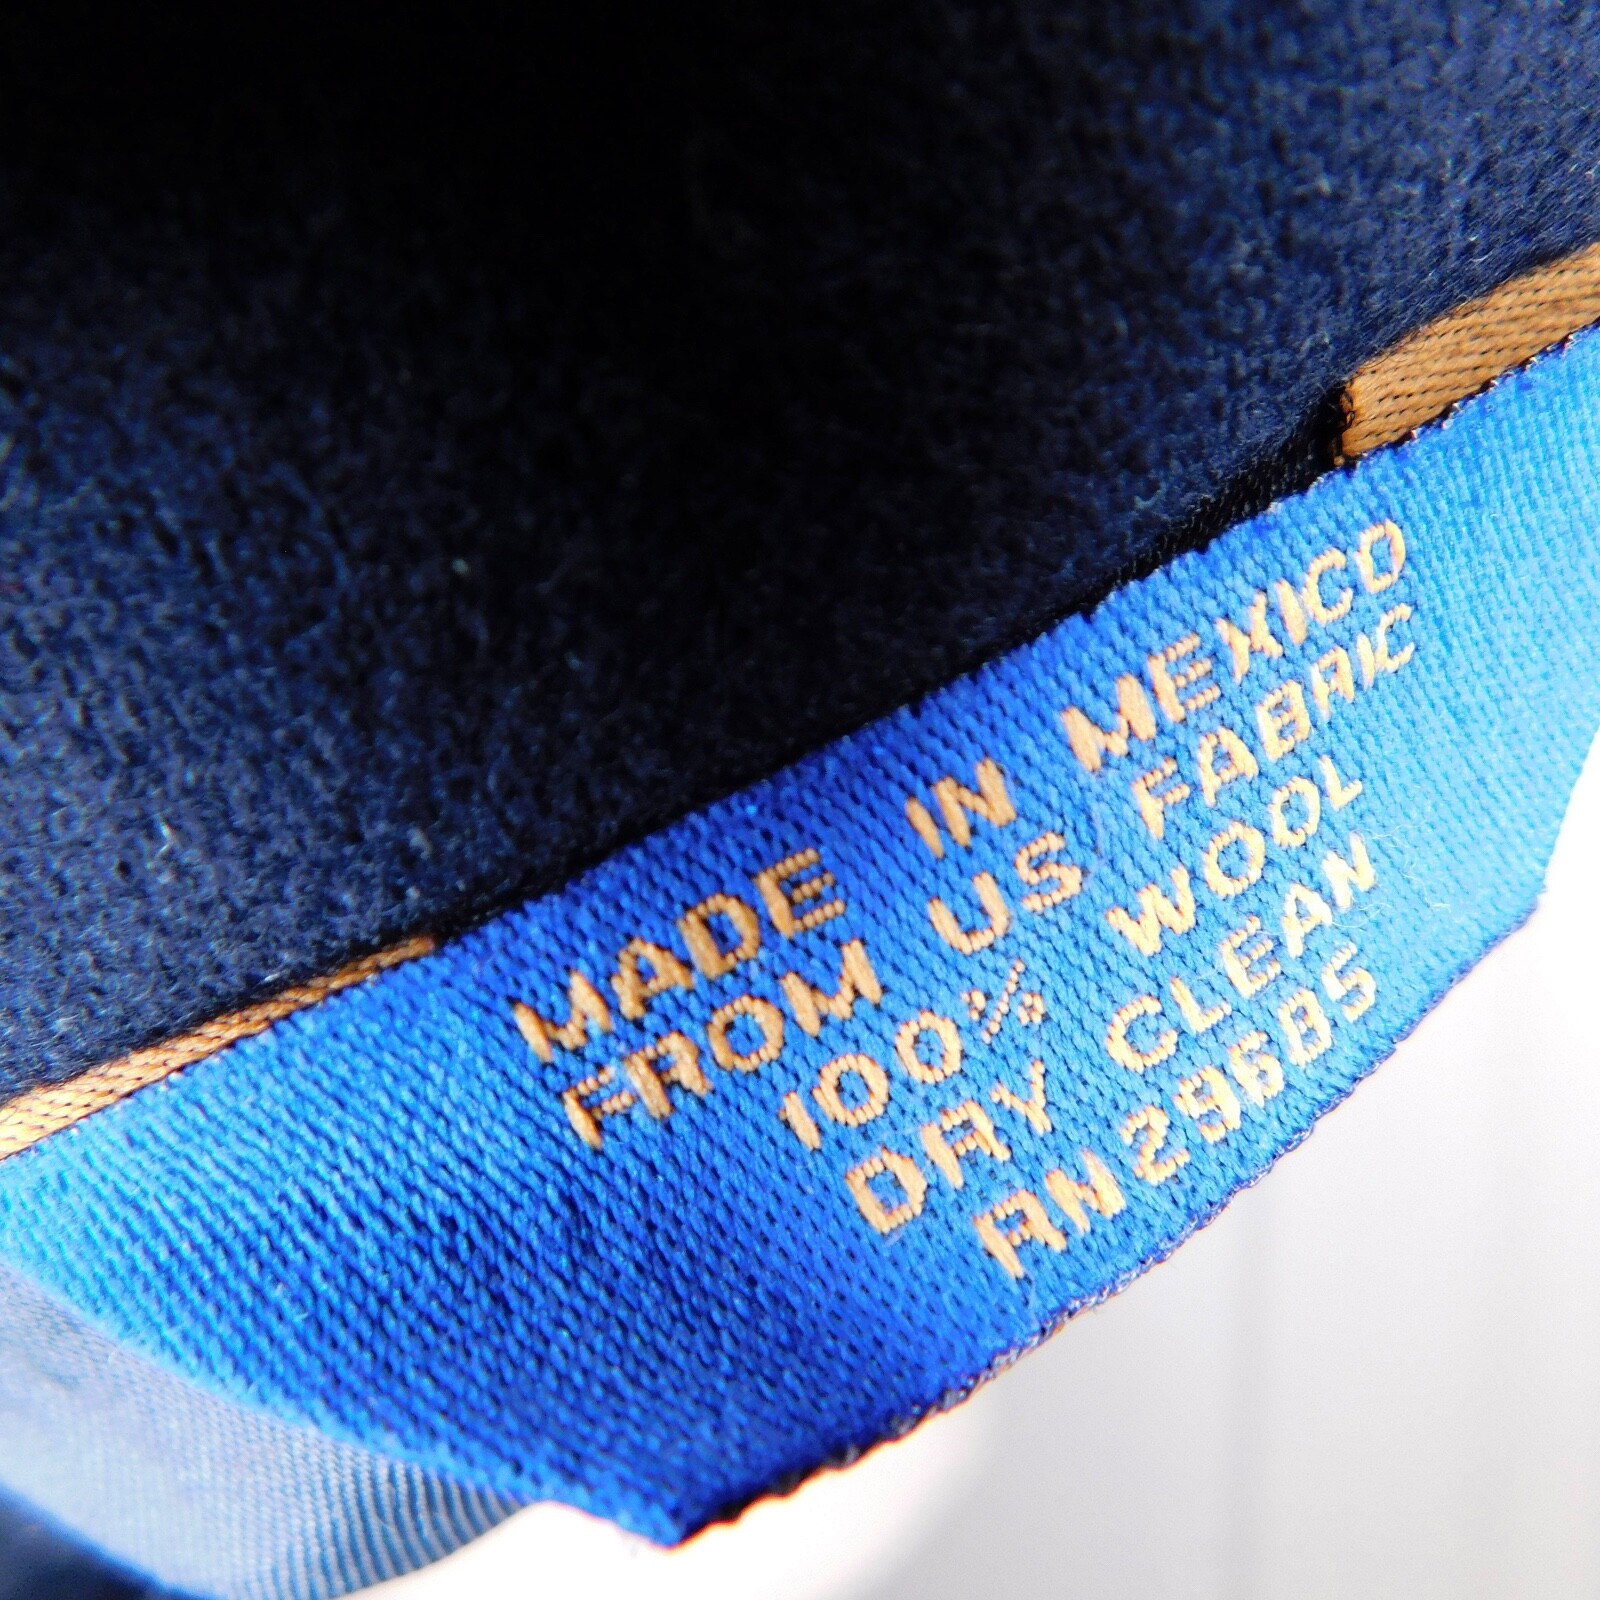 MADE IN MEXICO
FROM US FABRIC
100% WOOL
DRY CLEAN
RN 29685